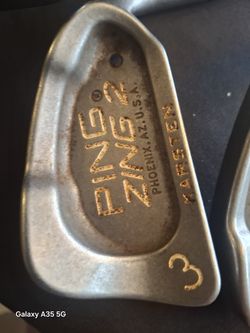 PING®
ZING 2
PHOENIX, AZ. U.S.A.
KARSTEN
3
Galaxy A35 5G